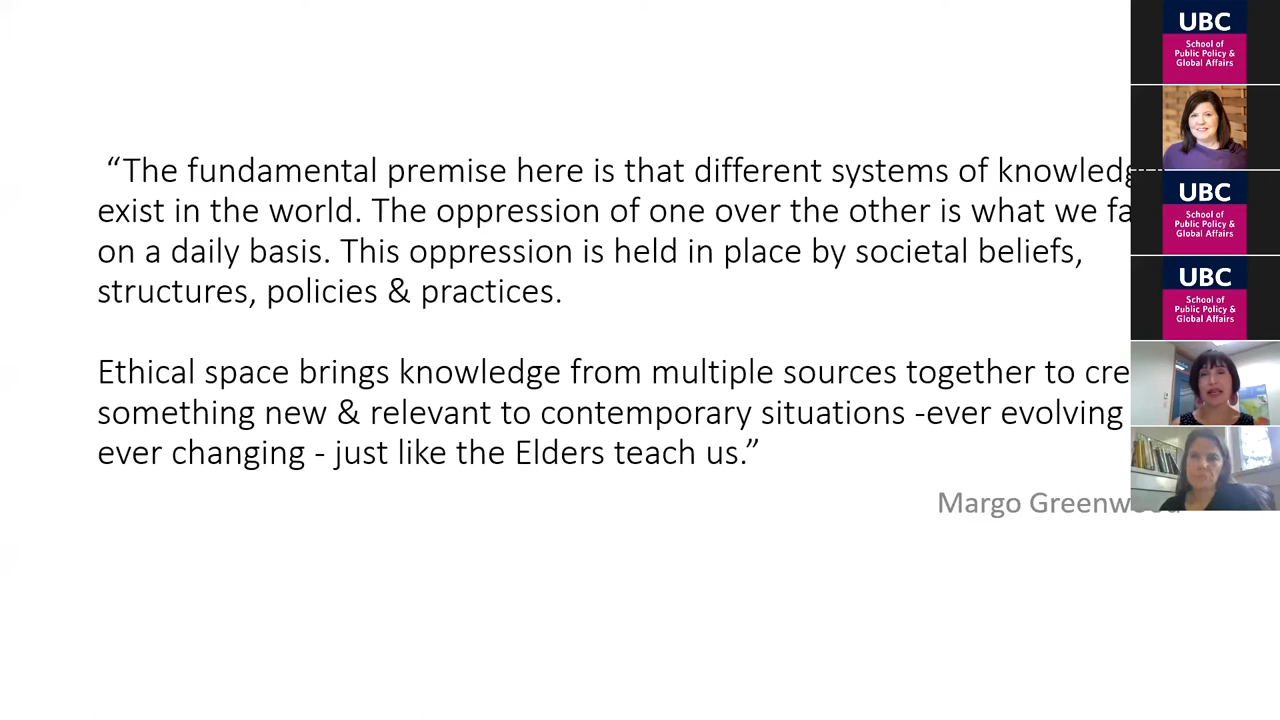 “The fundamental premise here is that different systems of
exist in the world. The oppression of one over the other is what we
on a daily basis. This oppression is held in place by societal beliefs,
structures, policies & practices.
Ethical space brings knowledge from multiple sources together to
something new & relevant to contemporary situations -ever evolving
ever changing - just like the Elders teach us.”
Margo
UBC
School of
Public Policy &
Global Affairs
UBC
School of
Public Policy &
Global Affairs
UBC
School of
Public Policy &
Global Affairs